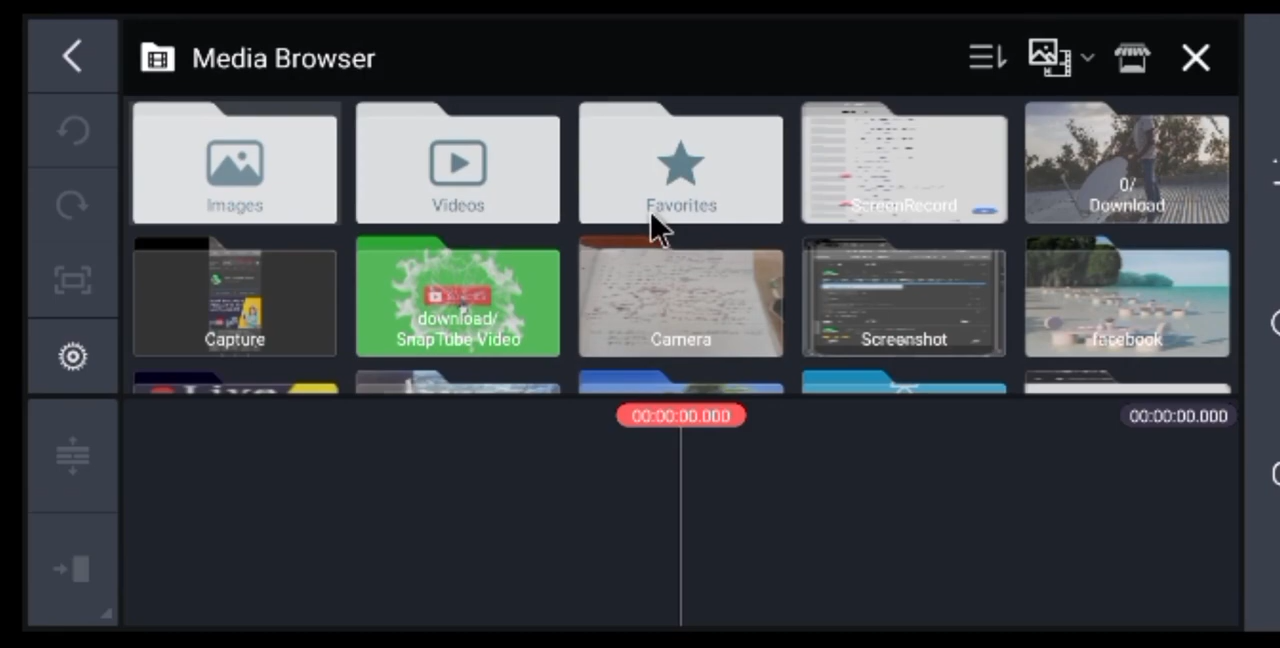 Media Browser
Images
Videos
Favorites
ScreenRecord
0/
Download
Capture
download/
SnapTube Video
Camera
Screenshot
facebook
Live
00:00:00.000
00:00:00.000